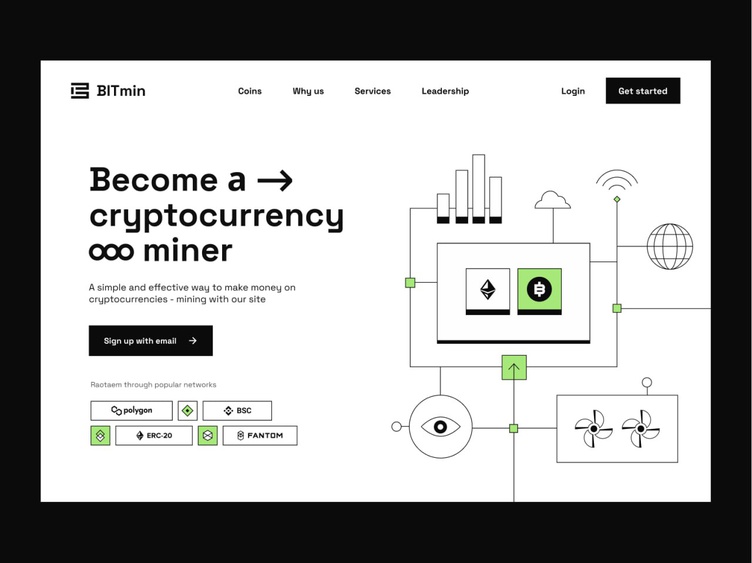 BITmin
Coins
Why us
Services
Leadership
Login
Get started
Become a →
cryptocurrency
miner
A simple and effective way to make money on
cryptocurrencies - mining with our site
Sign up with email →
Raotaem through popular networks
polygon
BSC
ERC-20
FANTOM